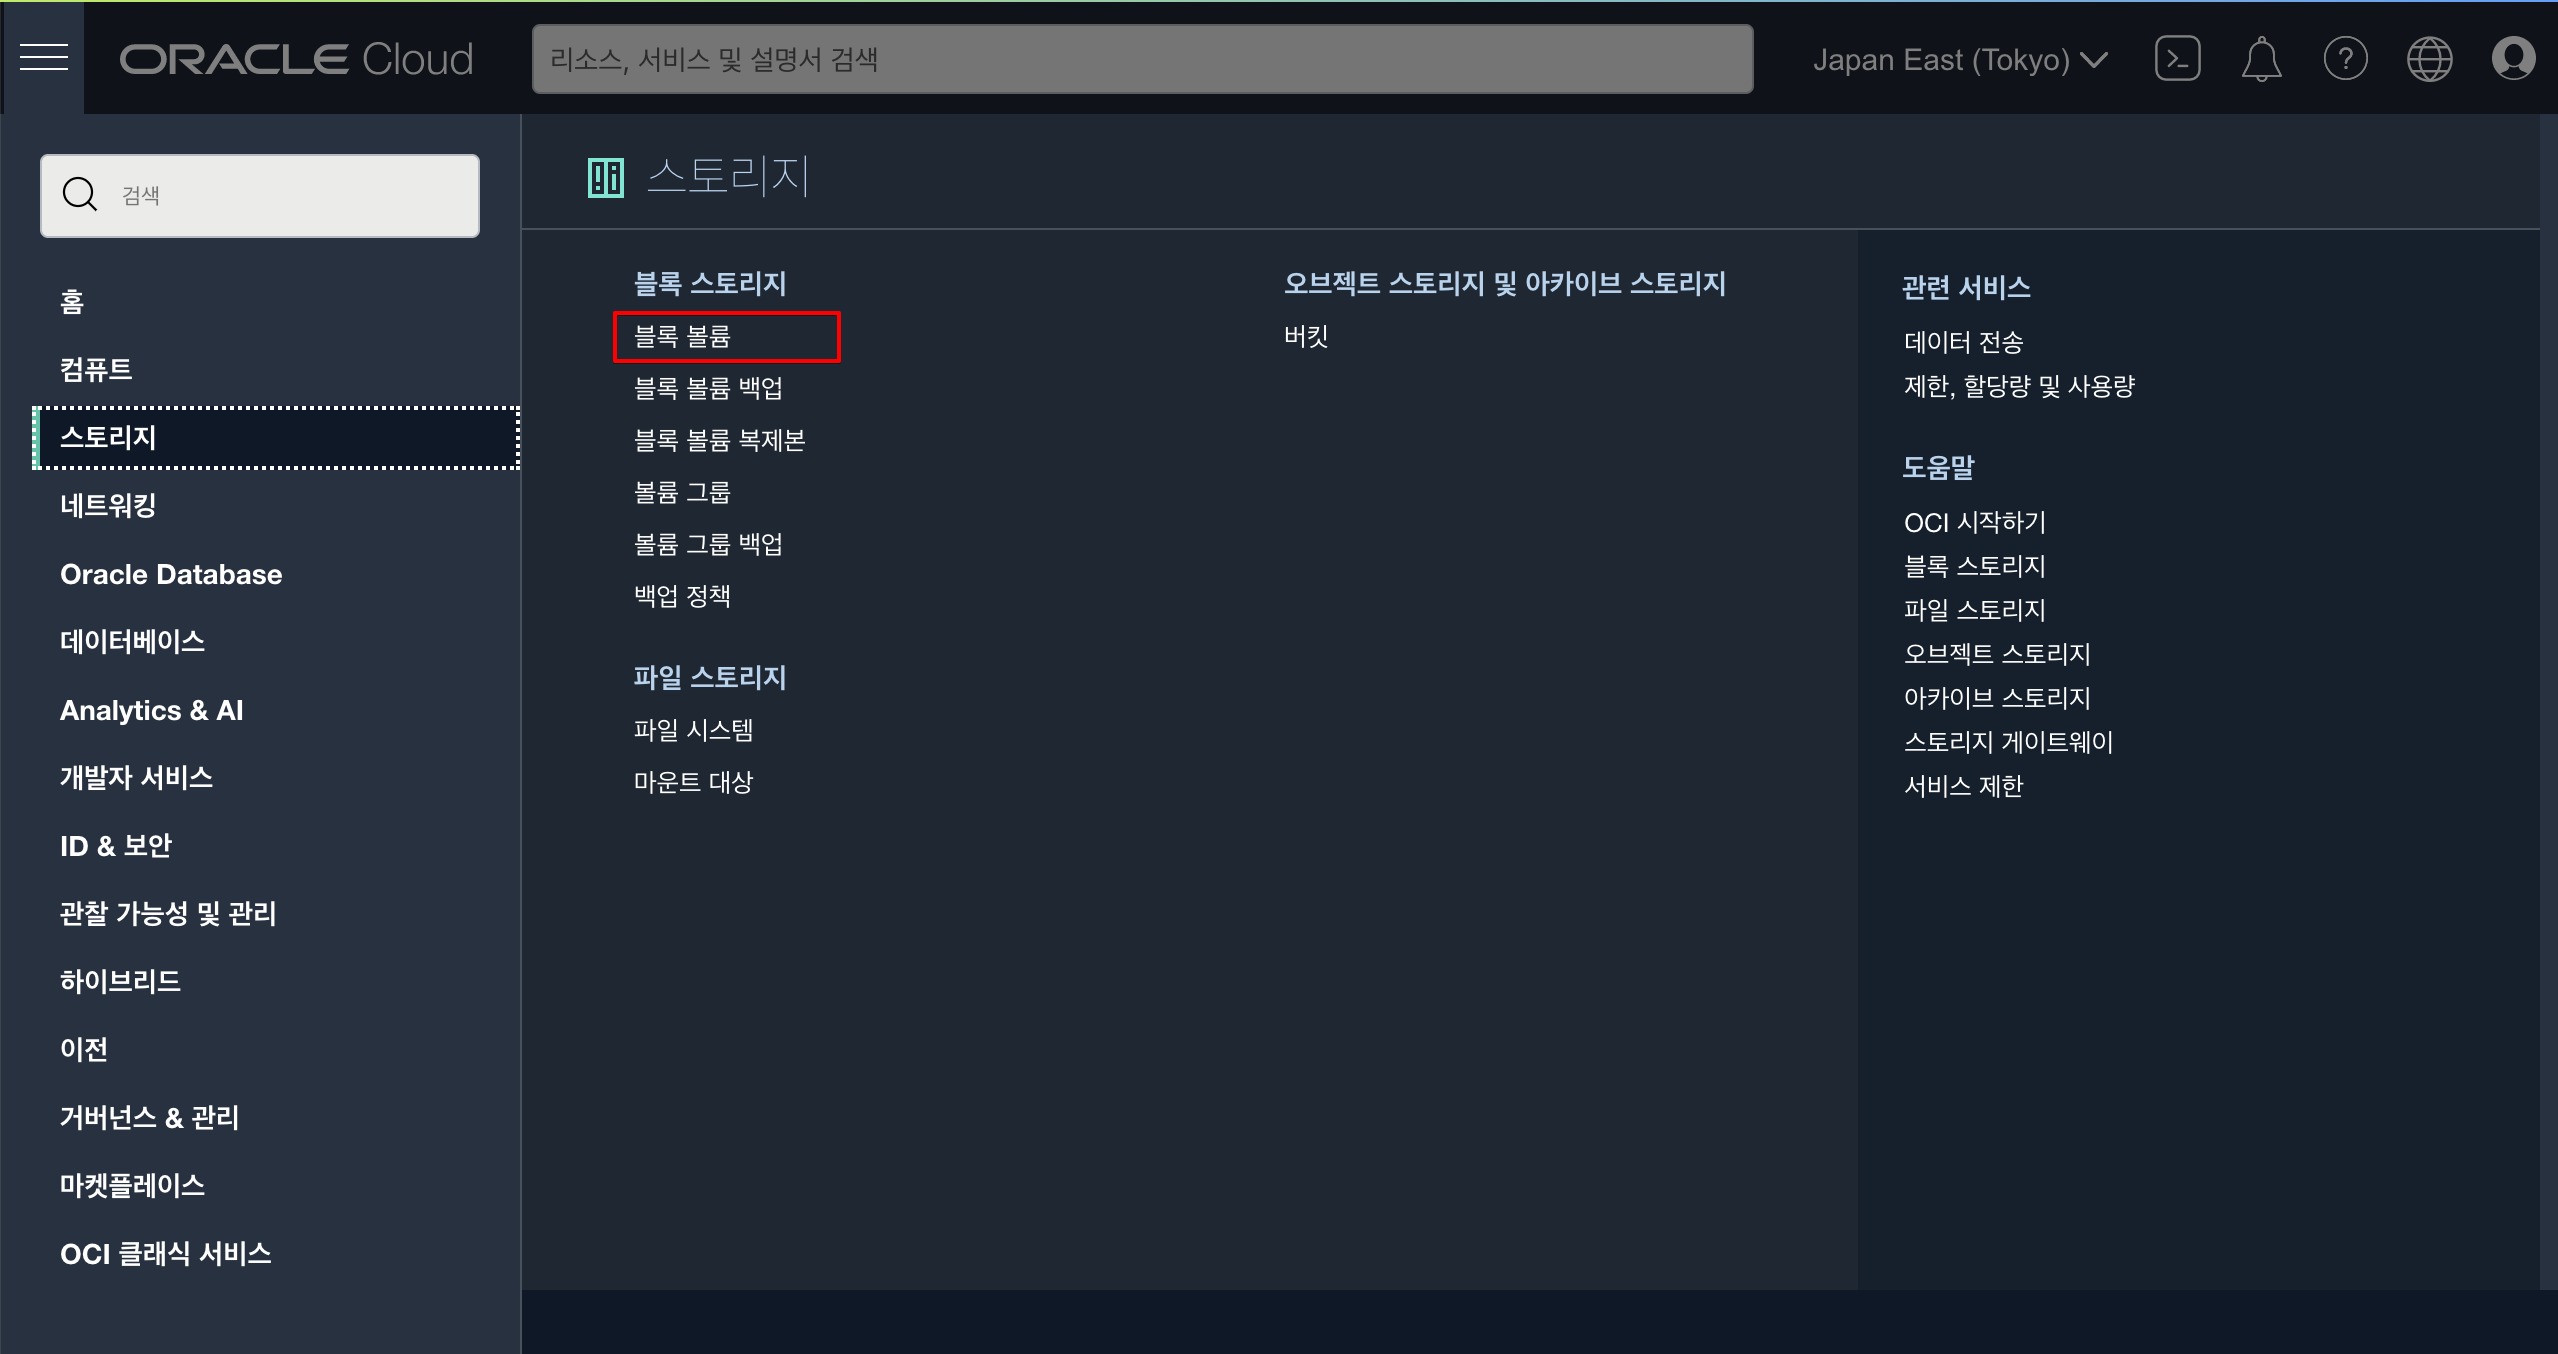 ORACLE Cloud
리소스, 서비스 및 설명서 검색
Japan East (Tokyo)
검색
홈
컴퓨트
스토리지
네트워킹
Oracle Database
데이터베이스
Analytics & AI
개발자 서비스
ID & 보안
관찰 가능성 및 관리
하이브리드
이전
거버넌스 & 관리
마켓플레이스
OCI 클래식 서비스
스토리지
블록 스토리지
블록 볼륨
블록 볼륨 백업
블록 볼륨 복제본
볼륨 그룹
볼륨 그룹 백업
백업 정책
파일 스토리지
파일 시스템
마운트 대상
오브젝트 스토리지 및 아카이브 스토리지
버킷
관련 서비스
데이터 전송
제한, 할당량 및 사용량
도움말
OCI 시작하기
블록 스토리지
파일 스토리지
오브젝트 스토리지
아카이브 스토리지
스토리지 게이트웨이
서비스 제한